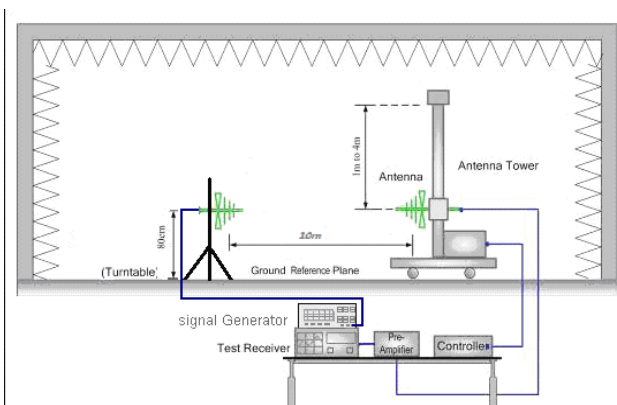 1m to 4m
Antenna
Antenna Tower
80cm
10m
(Turntable)
Ground Reference Plane
signal Generator
Test Receiver
Pre-
Amplifier
Controller